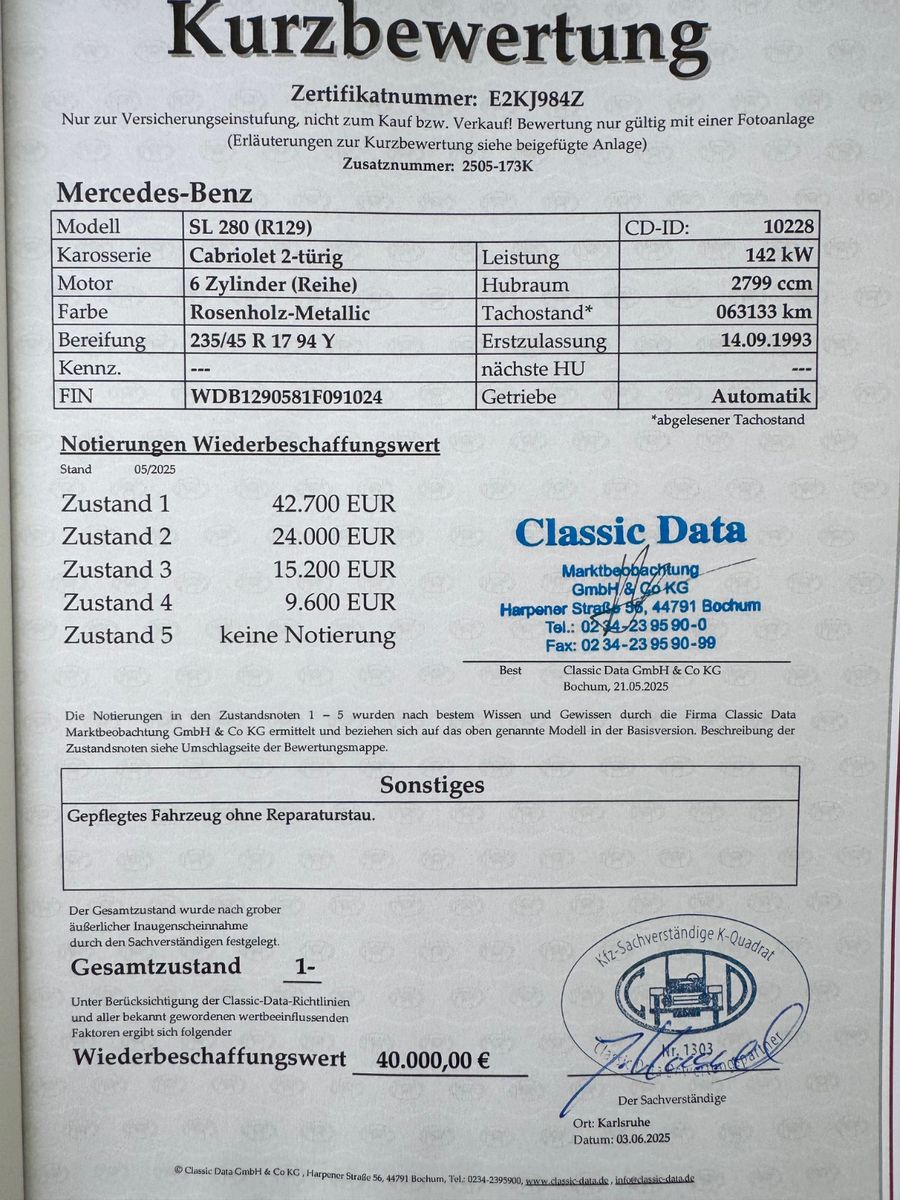 Kurzbewertung
Zertifikatnummer: E2KJ984Z
Nur zur Versicherungseinstufung, nicht zum Kauf bzw. Verkauf! Bewertung nur gültig mit einer Fotoanlage
(Erläuterungen zur Kurzbewertung siehe beigefügte Anlage)
Zusatznummer: 2505-173K
Mercedes-Benz
Modell SL 280 (R129) CD-ID: 10228
Karosserie Cabriolet 2-türig Leistung 142 kW
Motor 6 Zylinder (Reihe) Hubraum 2799 ccm
Farbe Rosenholz-Metallic Tachostand* 063133 km
Bereifung 235/45 R 17 94 Y Erstzulassung 14.09.1993
Kennz. --- nächste HU ---
FIN WDB1290581F091024 Getriebe Automatik
*abgelesener Tachostand
Notierungen Wiederbeschaffungswert
Stand 05/2025
Zustand 1 42.700 EUR
Zustand 2 24.000 EUR
Zustand 3 15.200 EUR
Zustand 4 9.600 EUR
Zustand 5 keine Notierung
Classic Data
Marktbeobachtung
GmbH & Co KG
Harpener Straße 56, 44791 Bochum
Tel.: 02 34-23 95 90-0
Fax: 02 34-23 95 90-99
Best Classic Data GmbH & Co KG
Bochum, 21.05.2025
Die Notierungen in den Zustandsnoten 1 – 5 wurden nach bestem Wissen und Gewissen durch die Firma Classic Data
Marktbeobachtung GmbH & Co KG ermittelt und beziehen sich auf das oben genannte Modell in der Basisversion. Beschreibung der
Zustandsnoten siehe Umschlagseite der Bewertungsmappe.
Sonstiges
Gepflegtes Fahrzeug ohne Reparaturstau.
Der Gesamtzustand wurde nach grober
äußerlicher Inaugenscheinnahme
durch den Sachverständigen festgelegt.
Gesamtzustand 1-
Unter Berücksichtigung der Classic-Data-Richtlinien
und aller bekannt gewordenen wertbeeinflussenden
Faktoren ergibt sich folgender
Wiederbeschaffungswert 40.000,00 €
Kfz-Sachverständige K-Quadrat
Nr. 1303
Der Sachverständige
Ort: Karlsruhe
Datum: 03.06.2025
© Classic Data GmbH & Co KG , Harpener Straße 56, 44791 Bochum, Tel.: 0234-2395900, www.classic-data.de , info@classic-data.de